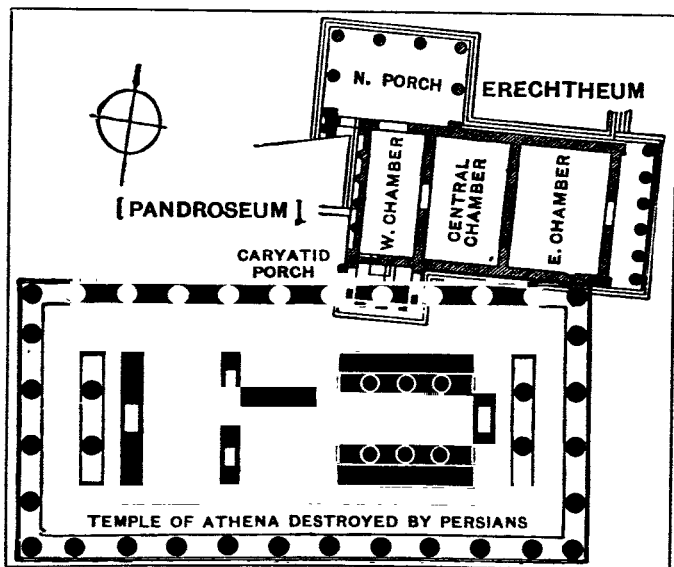 N. PORCH
ERECHTHEUM
W. CHAMBER
CENTRAL
CHAMBER
E. CHAMBER
[PANDROSEUM]
CARYATID
PORCH
TEMPLE OF ATHENA DESTROYED BY PERSIANS